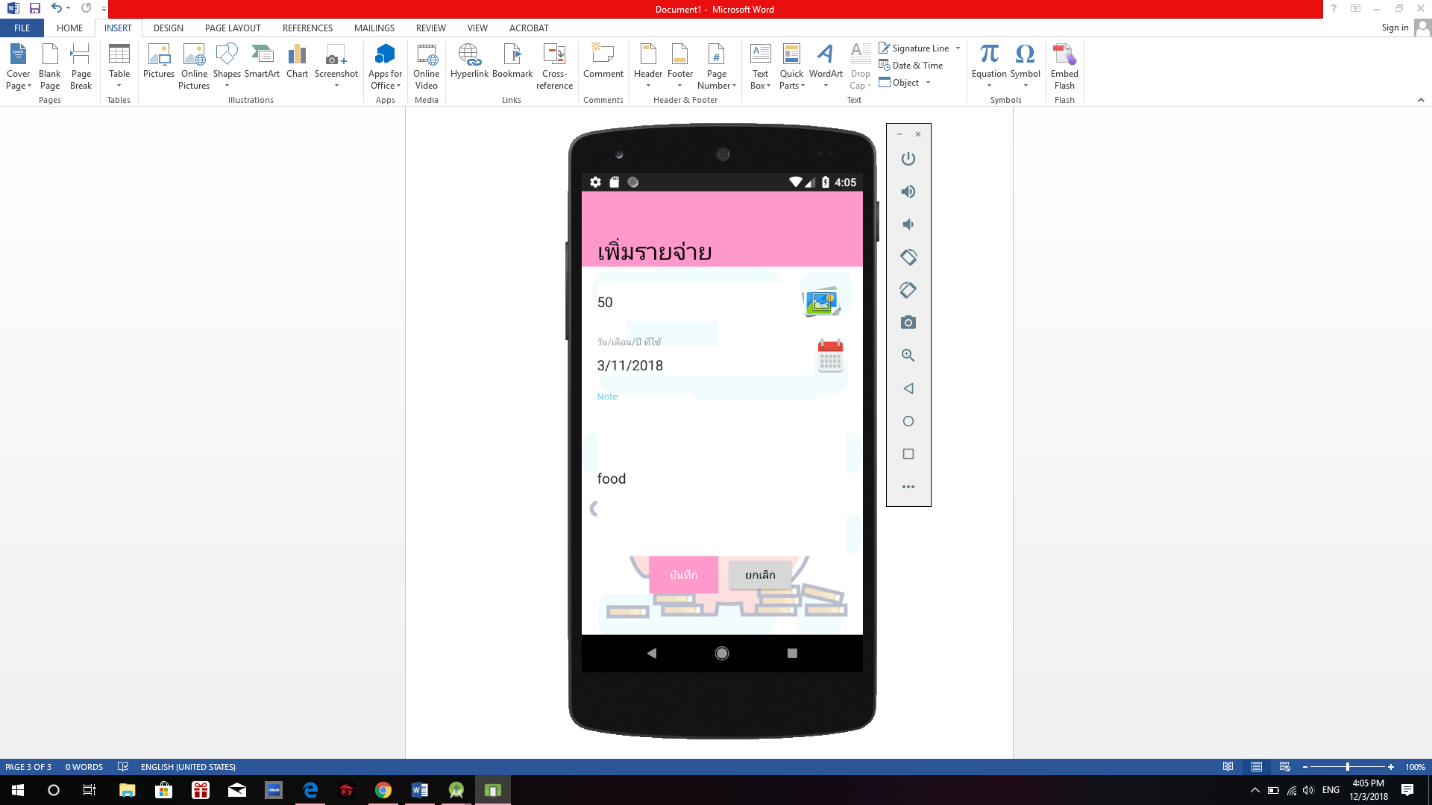 Document1 - Microsoft Word
Sign in
FILE HOME INSERT DESIGN PAGE LAYOUT REFERENCES MAILINGS REVIEW VIEW ADD-INS ACROBAT
Cover Page
Blank Page
Page Break
Table
Pictures
Online Pictures
Shapes
SmartArt
Chart
Screenshot
Apps for Office
Online Video
Hyperlink
Bookmark
Cross-reference
Comment
Header
Footer
Page Number
Text Box
Quick Parts
WordArt
Drop Cap
Signature Line
Date & Time
Object
Equation
Symbol
Embed Flash
Pages Tables Illustrations Apps Media Links Comments Header & Footer Text Symbols Flash
4:05
เพิ่มรายจ่าย
50
วัน/เดือน/ปี ที่ใช้
3/11/2018
Note:
food
บันทึก ยกเลิก
PAGE 3 OF 3 0 WORDS ENGLISH (UNITED STATES) 100%
ENG
4:05 PM
12/3/2018